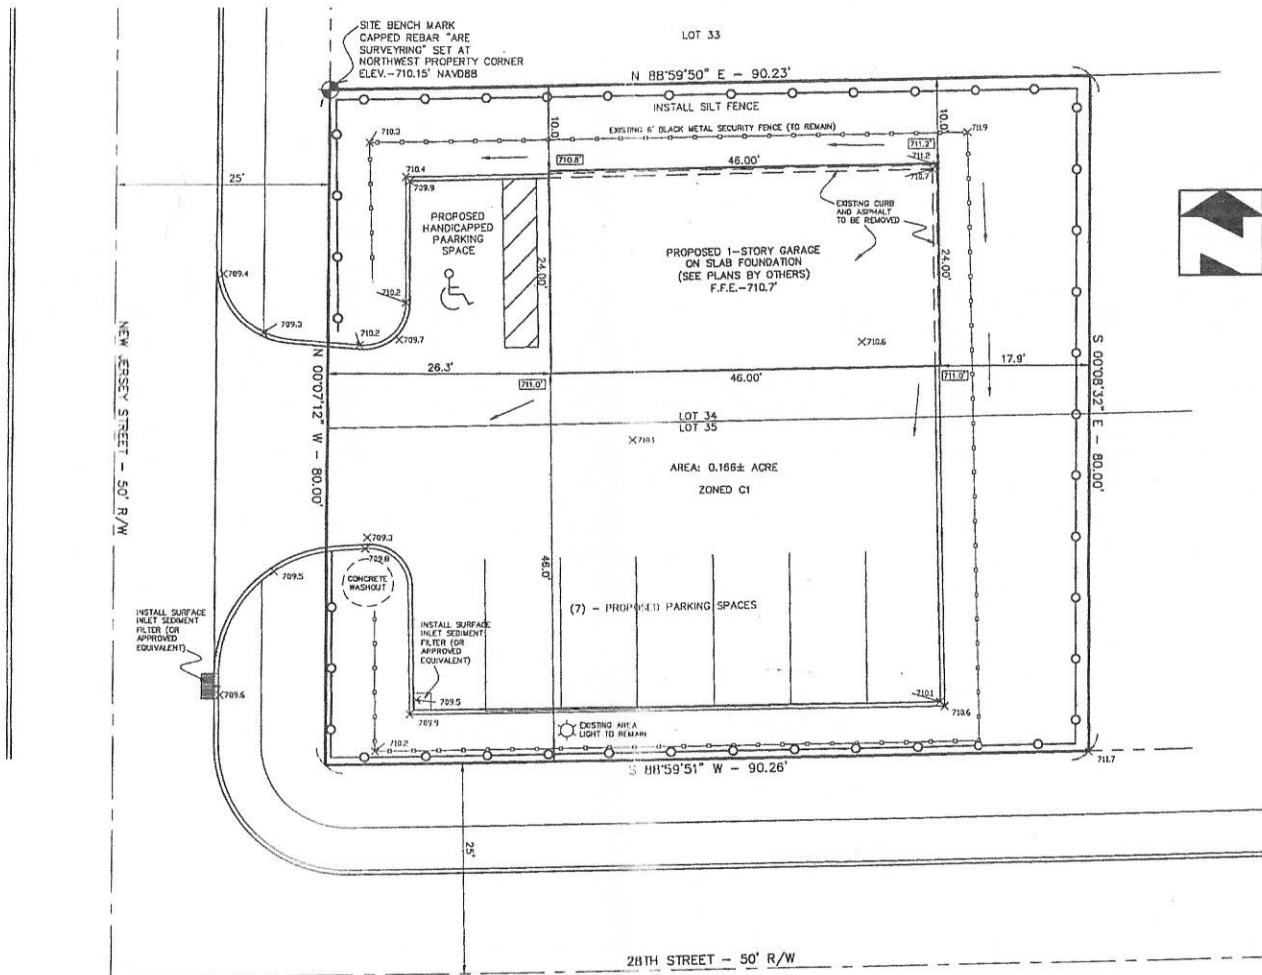 SITE BENCH MARK
CAPPED REBAR "ARE
SURVEYRING" SET AT
NORTHWEST PROPERTY CORNER
ELEV.-710.15' NAVD88
LOT 33
N 88°59'50" E - 90.23'
INSTALL SILT FENCE
EXISTING 6' BLACK METAL SECURITY FENCE (TO REMAIN)
710.3
10.0
10.0
711.9
710.8'
711.2'
46.00'
711.2
710.7
710.4
709.9
25'
PROPOSED
HANDICAPPED
PAARKING
SPACE
EXISTING CURB
AND ASPHALT
TO BE REMOVED
PROPOSED 1-STORY GARAGE
ON SLAB FOUNDATION
(SEE PLANS BY OTHERS)
F.F.E.-710.7'
24.00'
24.00'
709.4
710.2
709.3
710.2
709.7
710.6
26.3'
711.0'
46.00'
711.0'
17.9'
NEW JERSEY STREET - 50' R/W
N 00°07'12" W - 80.00'
S 00°08'32" E - 80.00'
LOT 34
LOT 35
710.1
AREA: 0.166± ACRE
ZONED C1
709.3
709.8
709.5
CONCRETE
WASHOUT
46.0'
(7) - PROPOSED PARKING SPACES
INSTALL SURFACE
INLET SEDIMENT
FILTER (OR
APPROVED
EQUIVALENT)
INSTALL SURFACE
INLET SEDIMENT
FILTER (OR
APPROVED
EQUIVALENT)
709.6
709.5
709.9
710.1
710.6
EXISTING AREA
LIGHT TO REMAIN
710.2
S 88°59'51" W - 90.26'
711.7
25'
28TH STREET - 50' R/W